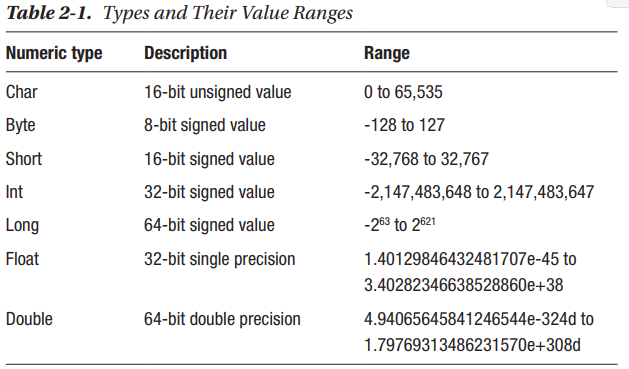 Table 2-1. Types and Their Value Ranges
Numeric type Description Range
Char 16-bit unsigned value 0 to 65,535
Byte 8-bit signed value -128 to 127
Short 16-bit signed value -32,768 to 32,767
Int 32-bit signed value -2,147,483,648 to 2,147,483,647
Long 64-bit signed value -2⁶³ to 2⁶²¹
Float 32-bit single precision 1.40129846432481707e-45 to
3.40282346638528860e+38
Double 64-bit double precision 4.94065645841246544e-324d to
1.79769313486231570e+308d